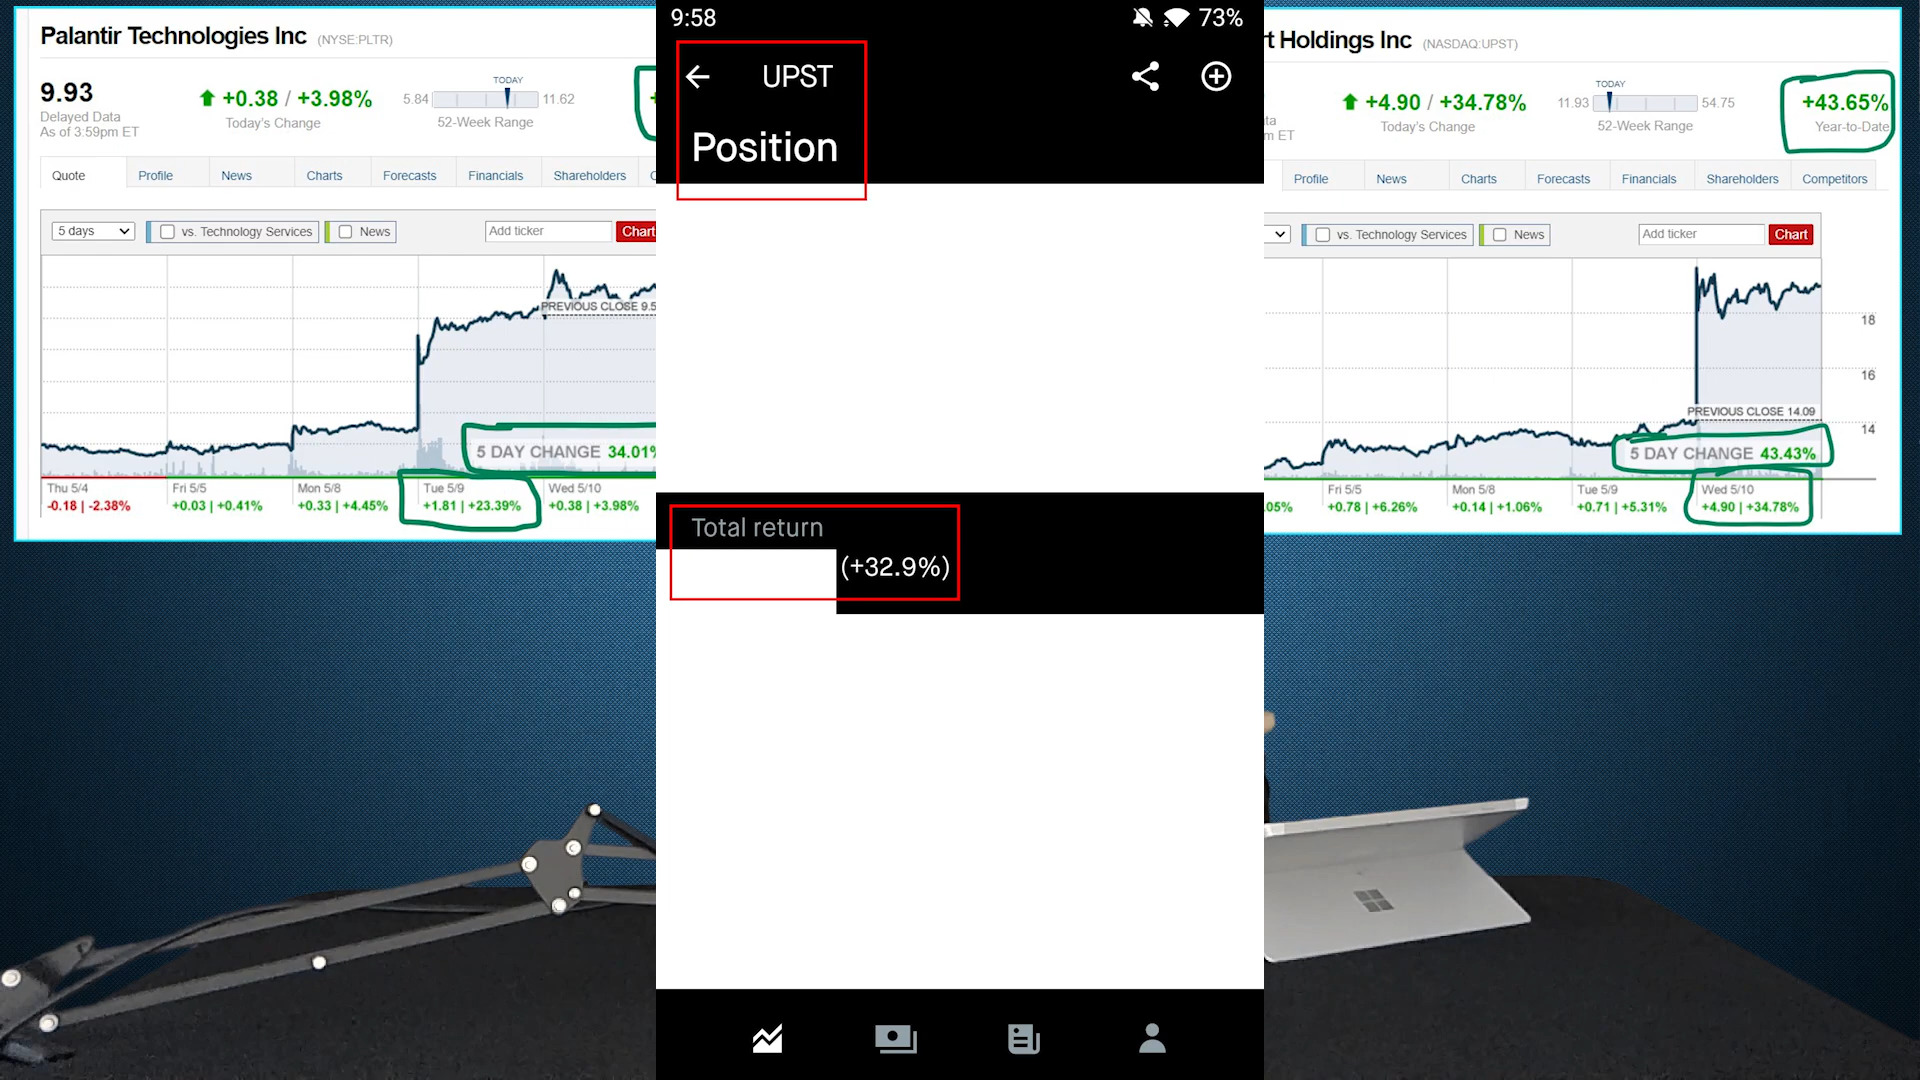 Palantir Technologies Inc (NYSE:PLTR)
9.93
Delayed Data
As of 3:59pm ET
+0.38 / +3.98%
Today's Change
TODAY
5.84 11.62
52-Week Range
Quote Profile News Charts Forecasts Financials Shareholders
5 days vs. Technology Services News Add ticker Chart
PREVIOUS CLOSE 9.5
5 DAY CHANGE 34.01%
Thu 5/4 Fri 5/5 Mon 5/8 Tue 5/9 Wed 5/10
-0.18 | -2.38% +0.03 | +0.41% +0.33 | +4.45% +1.81 | +23.39% +0.38 | +3.98%
9:58 73%
UPST
Position
Total return
(+32.9%)
t Holdings Inc (NASDAQ:UPST)
ta
m ET
+4.90 / +34.78%
Today's Change
TODAY
11.93 54.75
52-Week Range
+43.65%
Year-to-Date
Profile News Charts Forecasts Financials Shareholders Competitors
vs. Technology Services News Add ticker Chart
18
16
PREVIOUS CLOSE 14.09
14
5 DAY CHANGE 43.43%
Fri 5/5 Mon 5/8 Tue 5/9 Wed 5/10
.05% +0.78 | +6.26% +0.14 | +1.06% +0.71 | +5.31% +4.90 | +34.78%